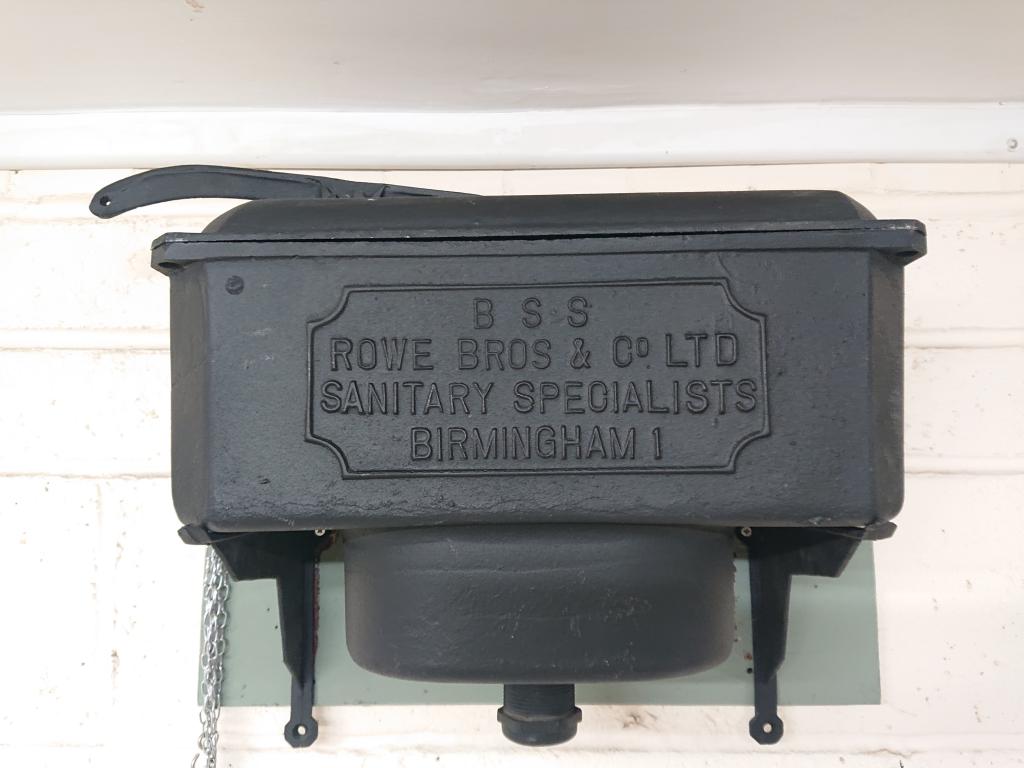 B S S
ROWE BROS & Co LTD
SANITARY SPECIALISTS
BIRMINGHAM 1